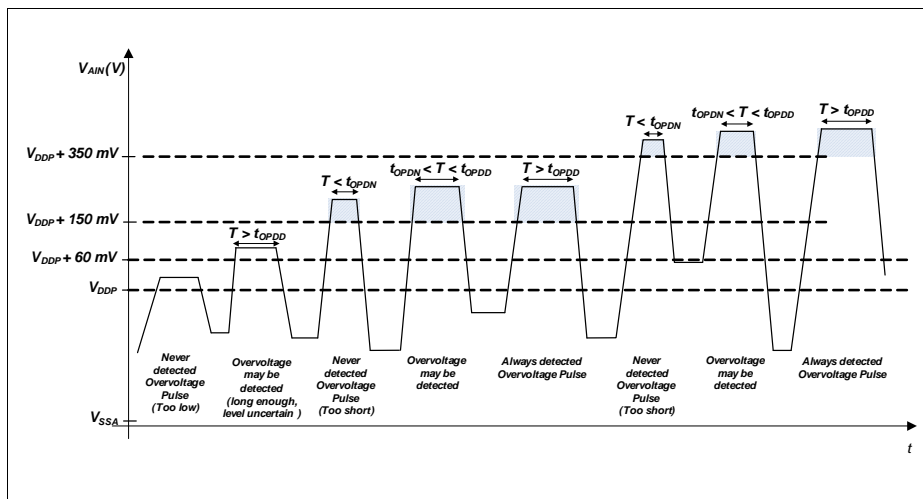 V_AIN (V)
V_DDP + 350 mV
V_DDP + 150 mV
V_DDP + 60 mV
V_DDP
V_SSA
T > t_OPDD
T < t_OPDN
t_OPDN < T < t_OPDD
T > t_OPDD
T < t_OPDN
t_OPDN < T < t_OPDD
T > t_OPDD
Never
detected
Overvoltage
Pulse
(Too low)
Overvoltage
may be
detected
(long enough,
level uncertain )
Never
detected
Overvoltage
Pulse
(Too short)
Overvoltage
may be
detected
Always detected
Overvoltage Pulse
Never
detected
Overvoltage
Pulse
(Too short)
Overvoltage
may be
detected
Always detected
Overvoltage Pulse
t